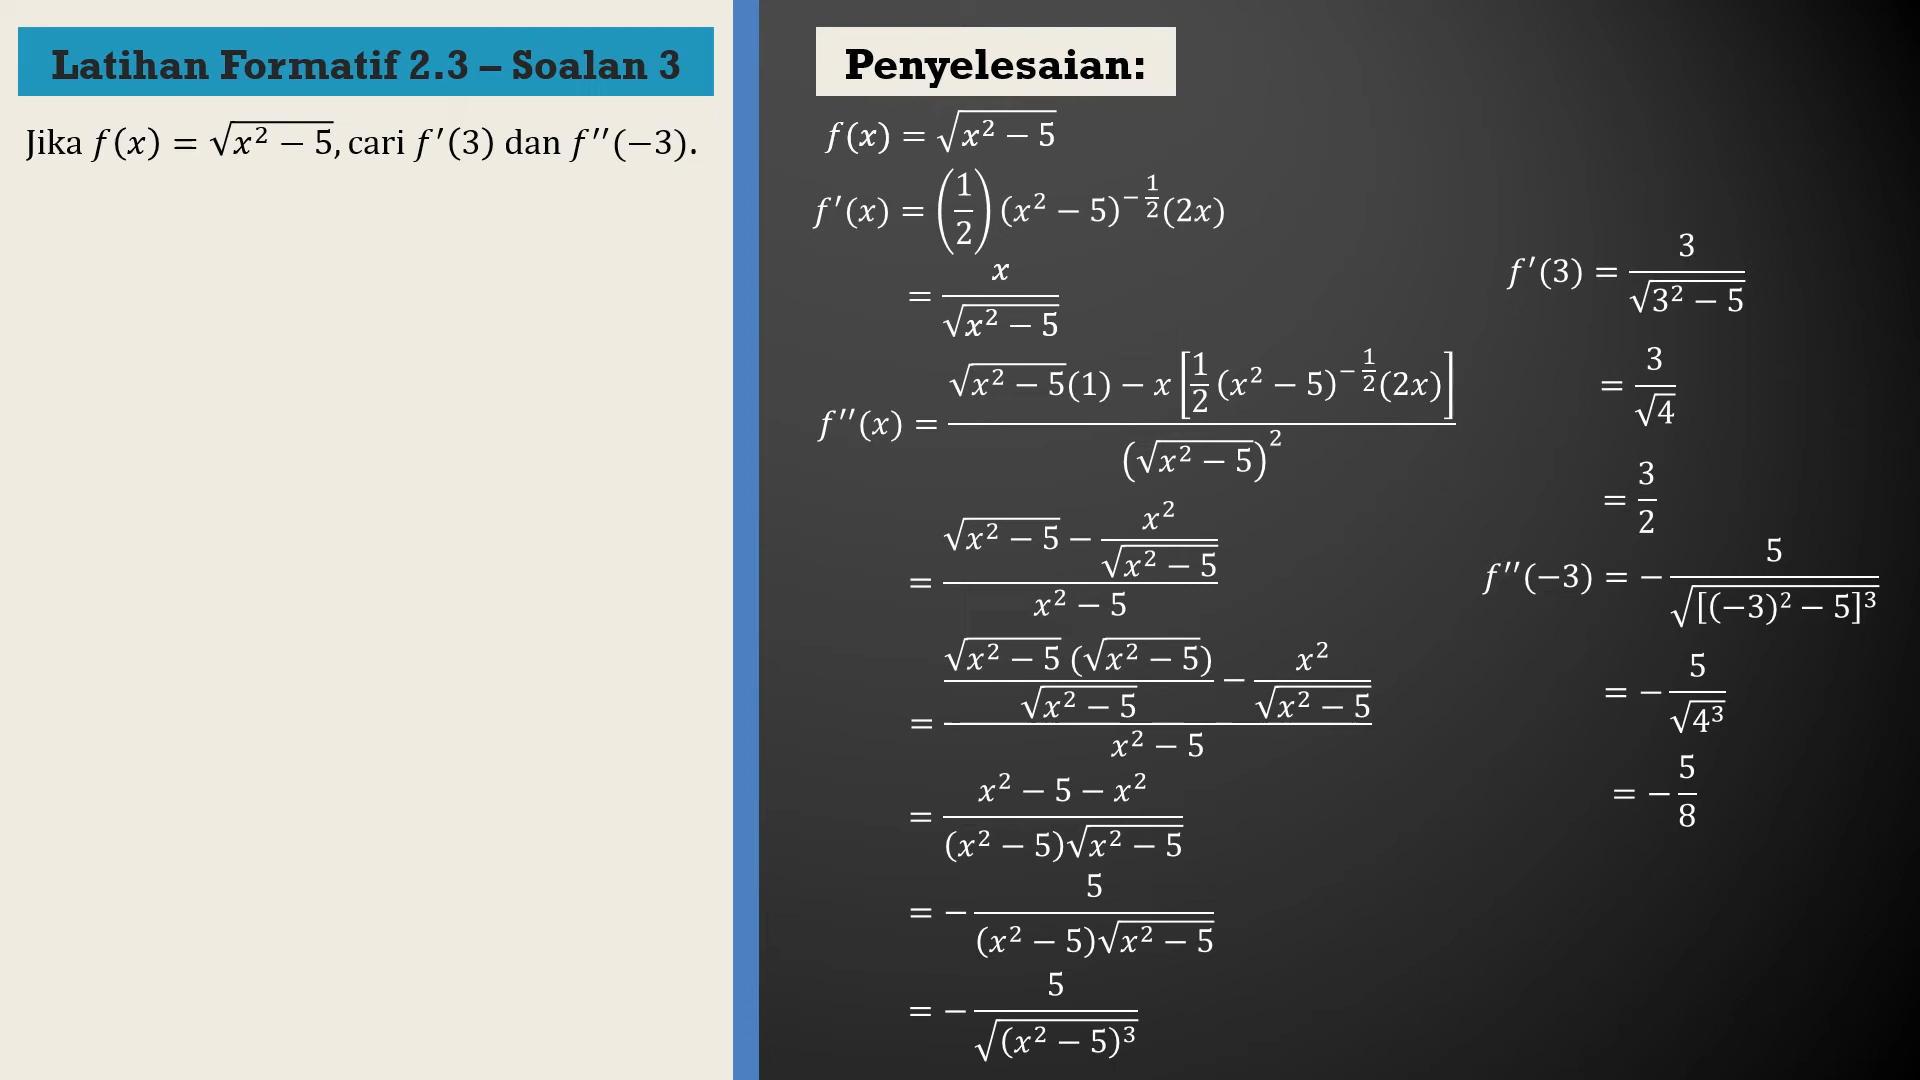 Latihan Formatif 2.3 – Soalan 3
Jika f(x) = √(x² − 5), cari f′(3) dan f″(−3).
Penyelesaian:
f(x) = √(x² − 5)
f′(x) = (1/2)(x² − 5)^(−1/2)(2x)
= x/√(x² − 5)
f″(x) = (√(x² − 5)(1) − x[1/2(x² − 5)^(−1/2)(2x)])/(√(x² − 5))²
= (√(x² − 5) − x²/√(x² − 5))/(x² − 5)
= (√(x² − 5)(√(x² − 5))/√(x² − 5) − x²/√(x² − 5))/(x² − 5)
= (x² − 5 − x²)/((x² − 5)√(x² − 5))
= −5/((x² − 5)√(x² − 5))
= −5/√((x² − 5)³)
f′(3) = 3/√(3² − 5)
= 3/√4
= 3/2
f″(−3) = −5/√([(−3)² − 5]³)
= −5/√(4³)
= −5/8